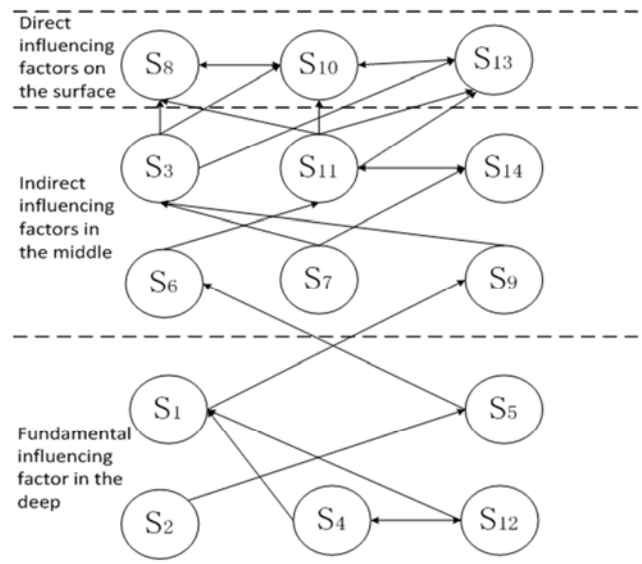 Direct
influencing
factors on
the surface
S8
S10
S13
Indirect
influencing
factors in
the middle
S3
S11
S14
S6
S7
S9
Fundamental
influencing
factor in the
deep
S1
S5
S2
S4
S12